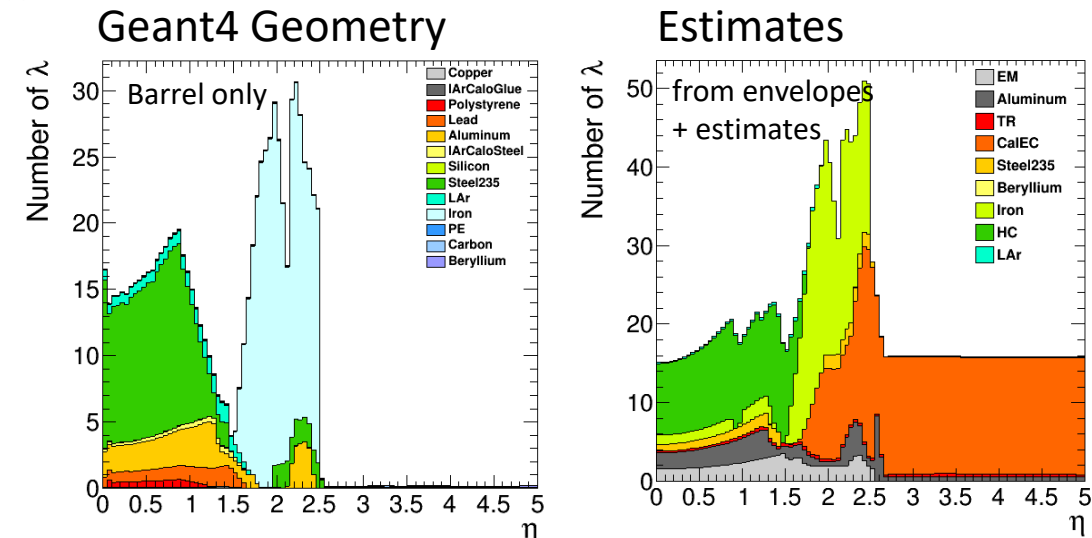 Geant4 Geometry
Number of λ
Barrel only
30
25
20
15
10
5
0
0 0.5 1 1.5 2 2.5 3 3.5 4 4.5 5
η
Copper
lArCaloGlue
Polystyrene
Lead
Aluminum
lArCaloSteel
Silicon
Steel235
LAr
Iron
PE
Carbon
Beryllium
Estimates
Number of λ
from envelopes
+ estimates
50
40
30
20
10
0
0 0.5 1 1.5 2 2.5 3 3.5 4 4.5 5
η
EM
Aluminum
TR
CalEC
Steel235
Beryllium
Iron
HC
LAr